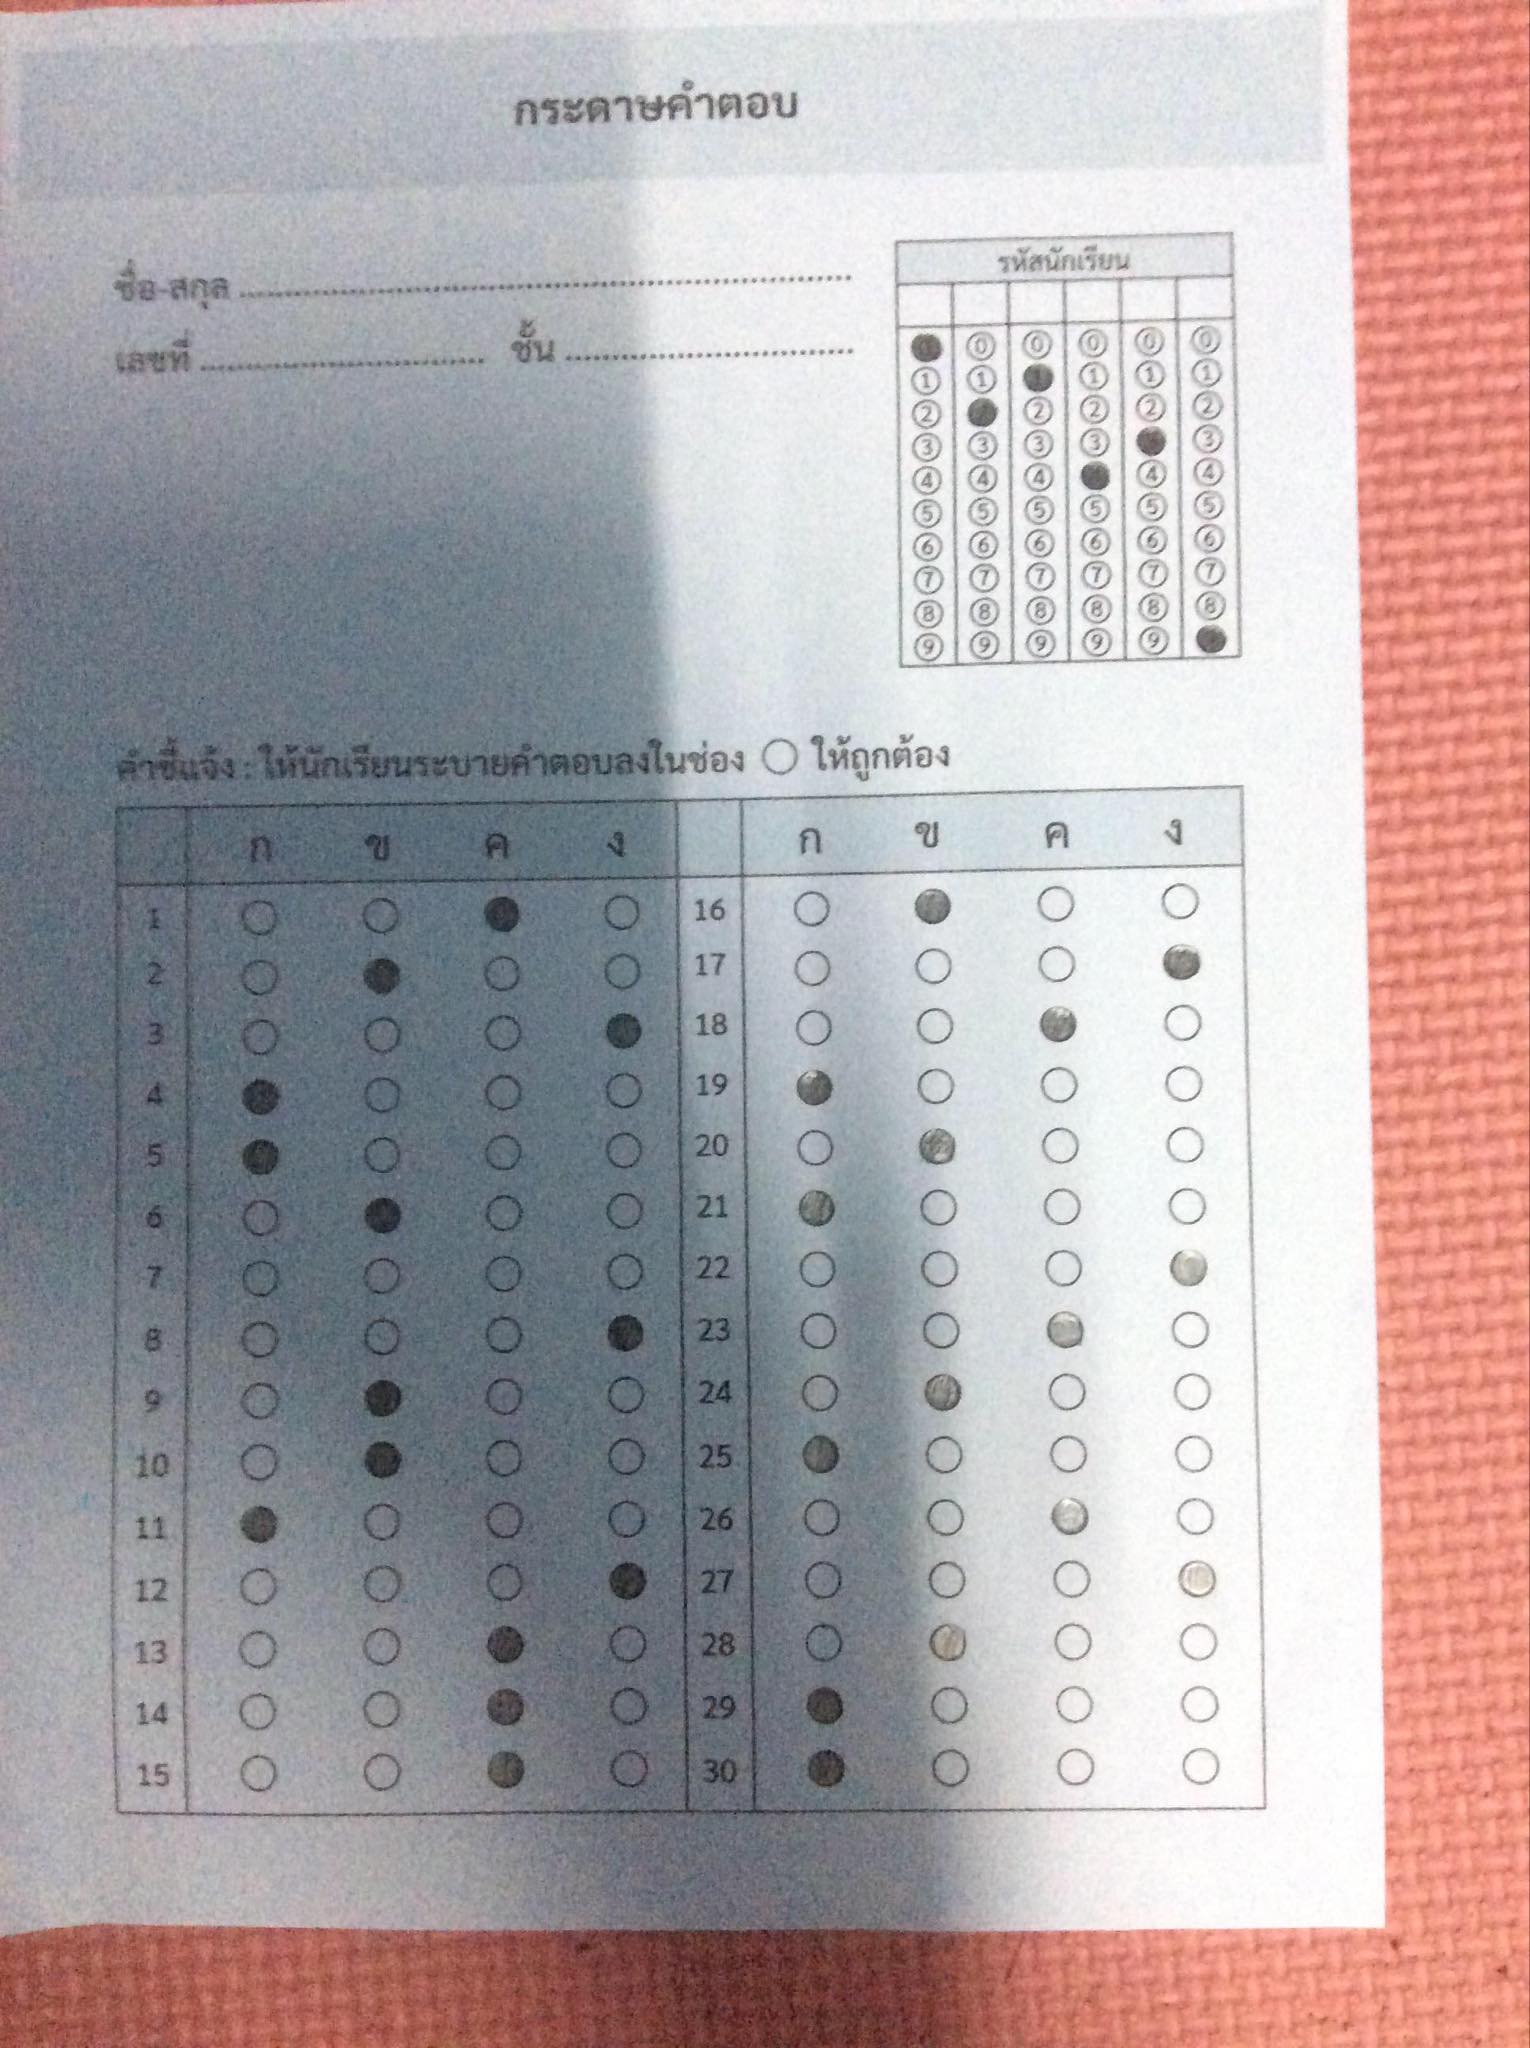 กระดาษคำตอบ
ชื่อ-สกุล
เลขที่ ชั้น
รหัสนักเรียน
0 0 0 0 0
1 1 1 1 1
2 2 2 2 2
3 3 3 3 3
4 4 4 4 4
5 5 5 5 5 5
6 6 6 6 6 6
7 7 7 7 7 7
8 8 8 8 8 8
9 9 9 9 9
คำชี้แจ้ง : ให้นักเรียนระบายคำตอบลงในช่อง ○ ให้ถูกต้อง
ก ข ค ง ก ข ค ง
1 16
2 17
3 18
4 19
5 20
6 21
7 22
8 23
9 24
10 25
11 26
12 27
13 28
14 29
15 30